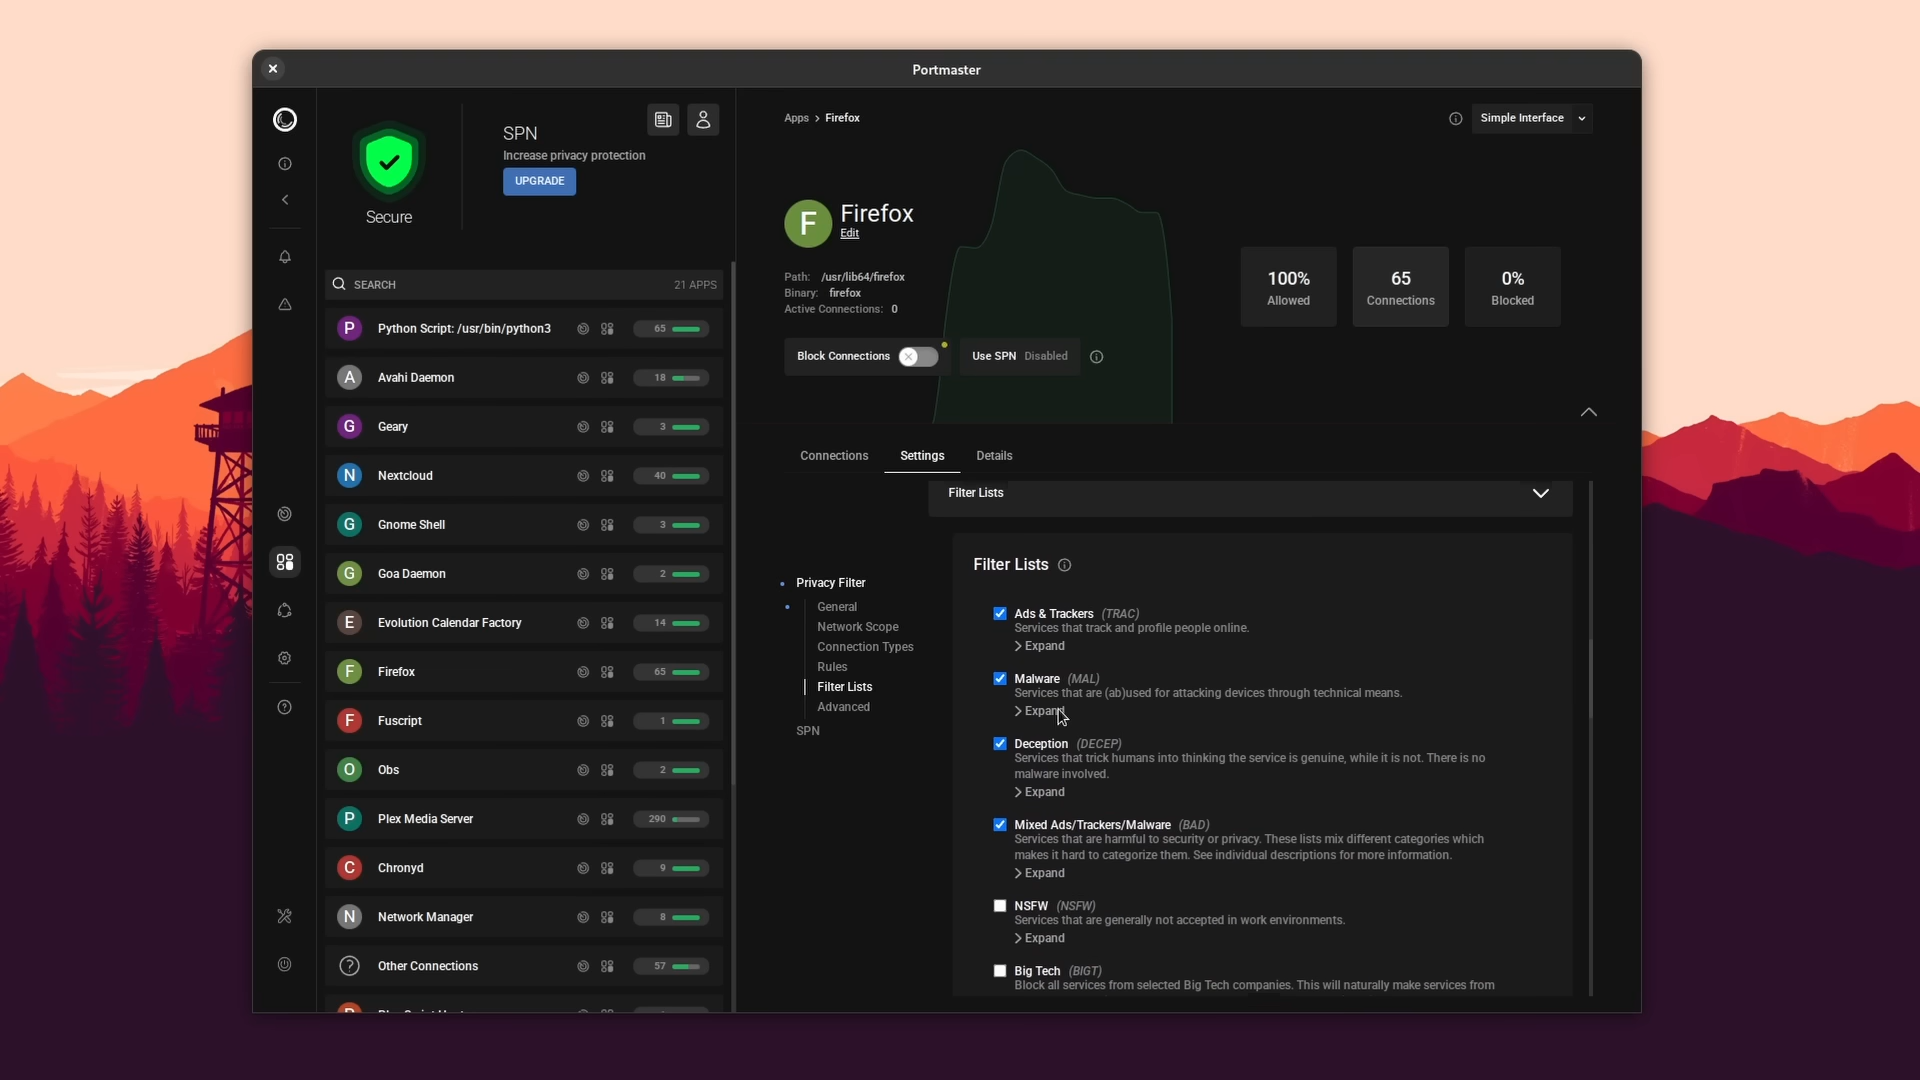 Portmaster
SPN
Increase privacy protection
UPGRADE
Secure
SEARCH
21 APPS
P
Python Script: /usr/bin/python3
65
A
Avahi Daemon
18
G
Geary
3
N
Nextcloud
40
G
Gnome Shell
3
G
Goa Daemon
2
E
Evolution Calendar Factory
14
F
Firefox
65
F
Fuscript
1
O
Obs
2
P
Plex Media Server
290
C
Chronyd
9
N
Network Manager
8
?
Other Connections
57
Apps > Firefox
Simple Interface
F
Firefox
Edit
Path: /usr/lib64/firefox
Binary: firefox
Active Connections: 0
100%
Allowed
65
Connections
0%
Blocked
Block Connections
Use SPN Disabled
Connections
Settings
Details
Privacy Filter
General
Network Scope
Connection Types
Rules
Filter Lists
Advanced
SPN
Filter Lists
Filter Lists
Ads & Trackers (TRAC)
Services that track and profile people online.
Expand
Malware (MAL)
Services that are (ab)used for attacking devices through technical means.
Expand
Deception (DECEP)
Services that trick humans into thinking the service is genuine, while it is not. There is no
malware involved.
Expand
Mixed Ads/Trackers/Malware (BAD)
Services that are harmful to security or privacy. These lists mix different categories which
makes it hard to categorize them. See individual descriptions for more information.
Expand
NSFW (NSFW)
Services that are generally not accepted in work environments.
Expand
Big Tech (BIGT)
Block all services from selected Big Tech companies. This will naturally make services from